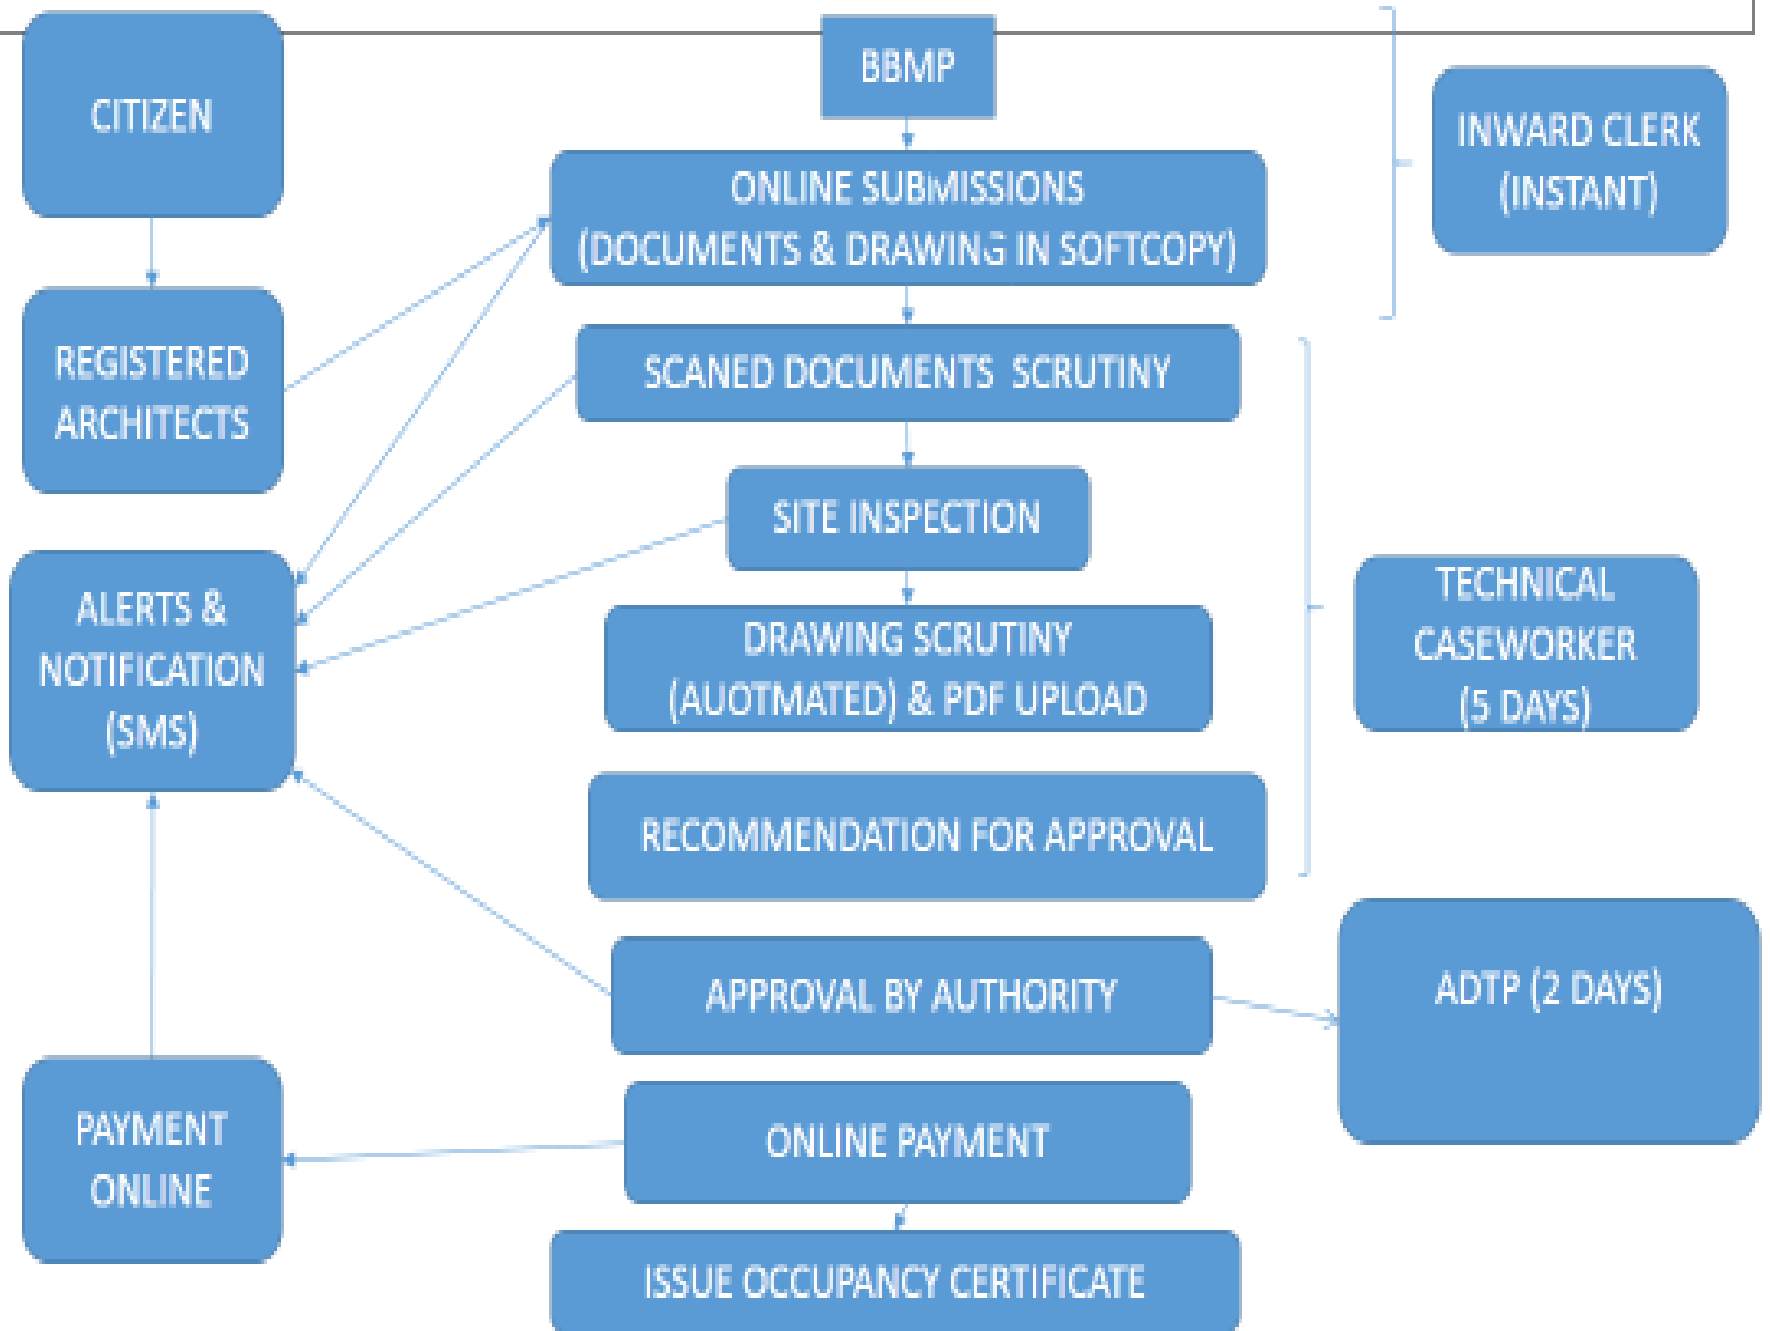 CITIZEN
REGISTERED
ARCHITECTS
ALERTS &
NOTIFICATION
(SMS)
PAYMENT
ONLINE
BBMP
ONLINE SUBMISSIONS
(DOCUMENTS & DRAWING IN SOFTCOPY)
SCANED DOCUMENTS SCRUTINY
SITE INSPECTION
DRAWING SCRUTINY
(AUOTMATED) & PDF UPLOAD
RECOMMENDATION FOR APPROVAL
APPROVAL BY AUTHORITY
ONLINE PAYMENT
ISSUE OCCUPANCY CERTIFICATE
INWARD CLERK
(INSTANT)
TECHNICAL
CASEWORKER
(5 DAYS)
ADTP (2 DAYS)